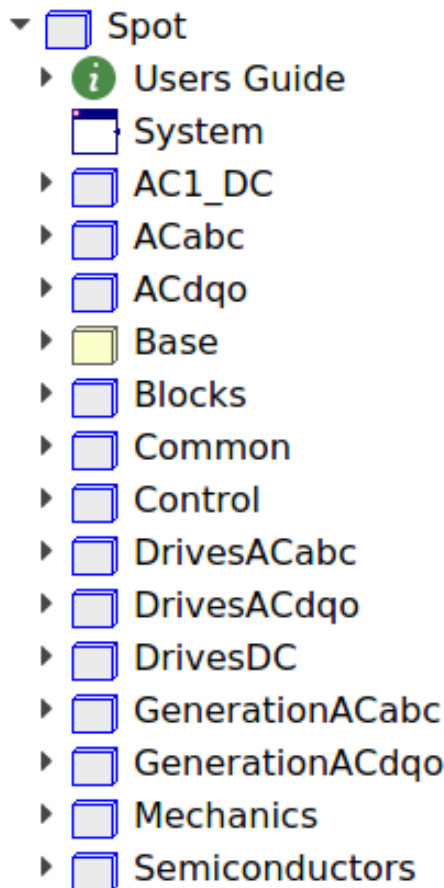 Spot
Users Guide
System
AC1_DC
ACabc
ACdqo
Base
Blocks
Common
Control
DrivesACabc
DrivesACdqo
DrivesDC
GenerationACabc
GenerationACdqo
Mechanics
Semiconductors